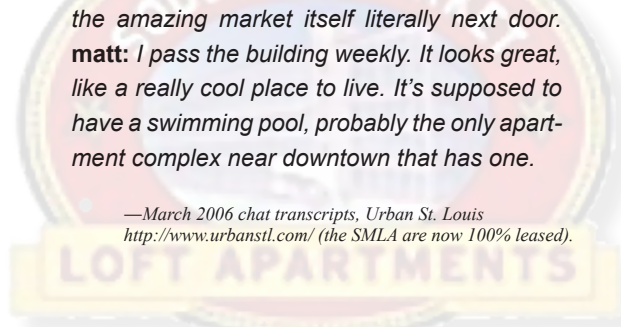 the amazing market itself literally next door.
matt: I pass the building weekly. It looks great,
like a really cool place to live. It’s supposed to
have a swimming pool, probably the only apart-
ment complex near downtown that has one.
—March 2006 chat transcripts, Urban St. Louis
http://www.urbanstl.com/ (the SMLA are now 100% leased).
LOFT APARTMENTS